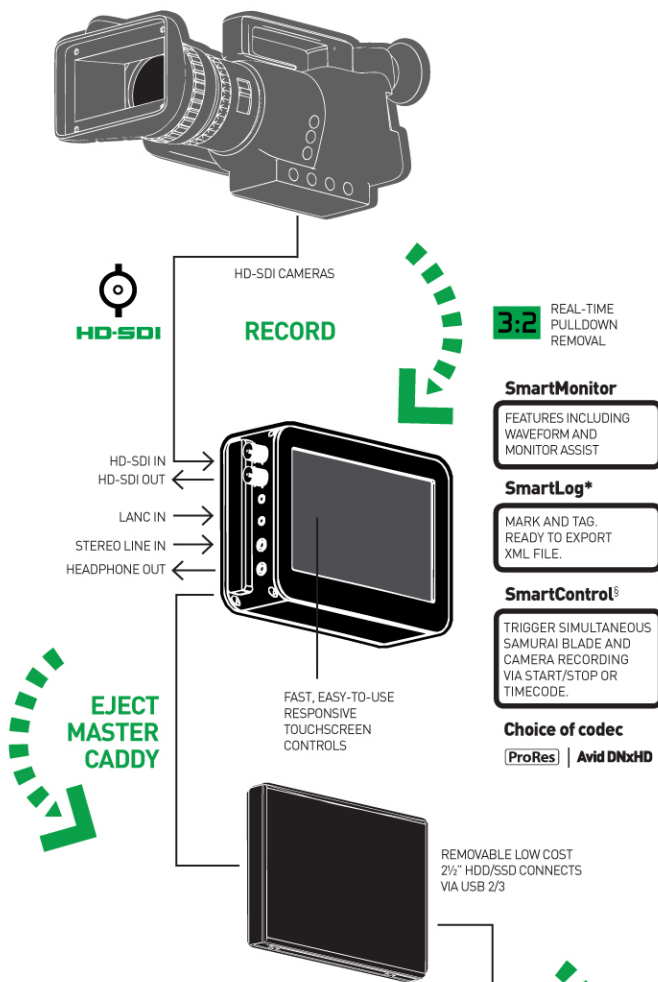 HD-SDI CAMERAS
HD-SDI
RECORD
3:2
REAL-TIME
PULLDOWN
REMOVAL
SmartMonitor
FEATURES INCLUDING
WAVEFORM AND
MONITOR ASSIST
SmartLog*
MARK AND TAG.
READY TO EXPORT
XML FILE.
SmartControl§
TRIGGER SIMULTANEOUS
SAMURAI BLADE AND
CAMERA RECORDING
VIA START/STOP OR
TIMECODE.
Choice of codec
ProRes | Avid DNxHD
HD-SDI IN
HD-SDI OUT
LANC IN
STEREO LINE IN
HEADPHONE OUT
FAST, EASY-TO-USE
RESPONSIVE
TOUCHSCREEN
CONTROLS
EJECT
MASTER
CADDY
REMOVABLE LOW COST
2½" HDD/SSD CONNECTS
VIA USB 2/3